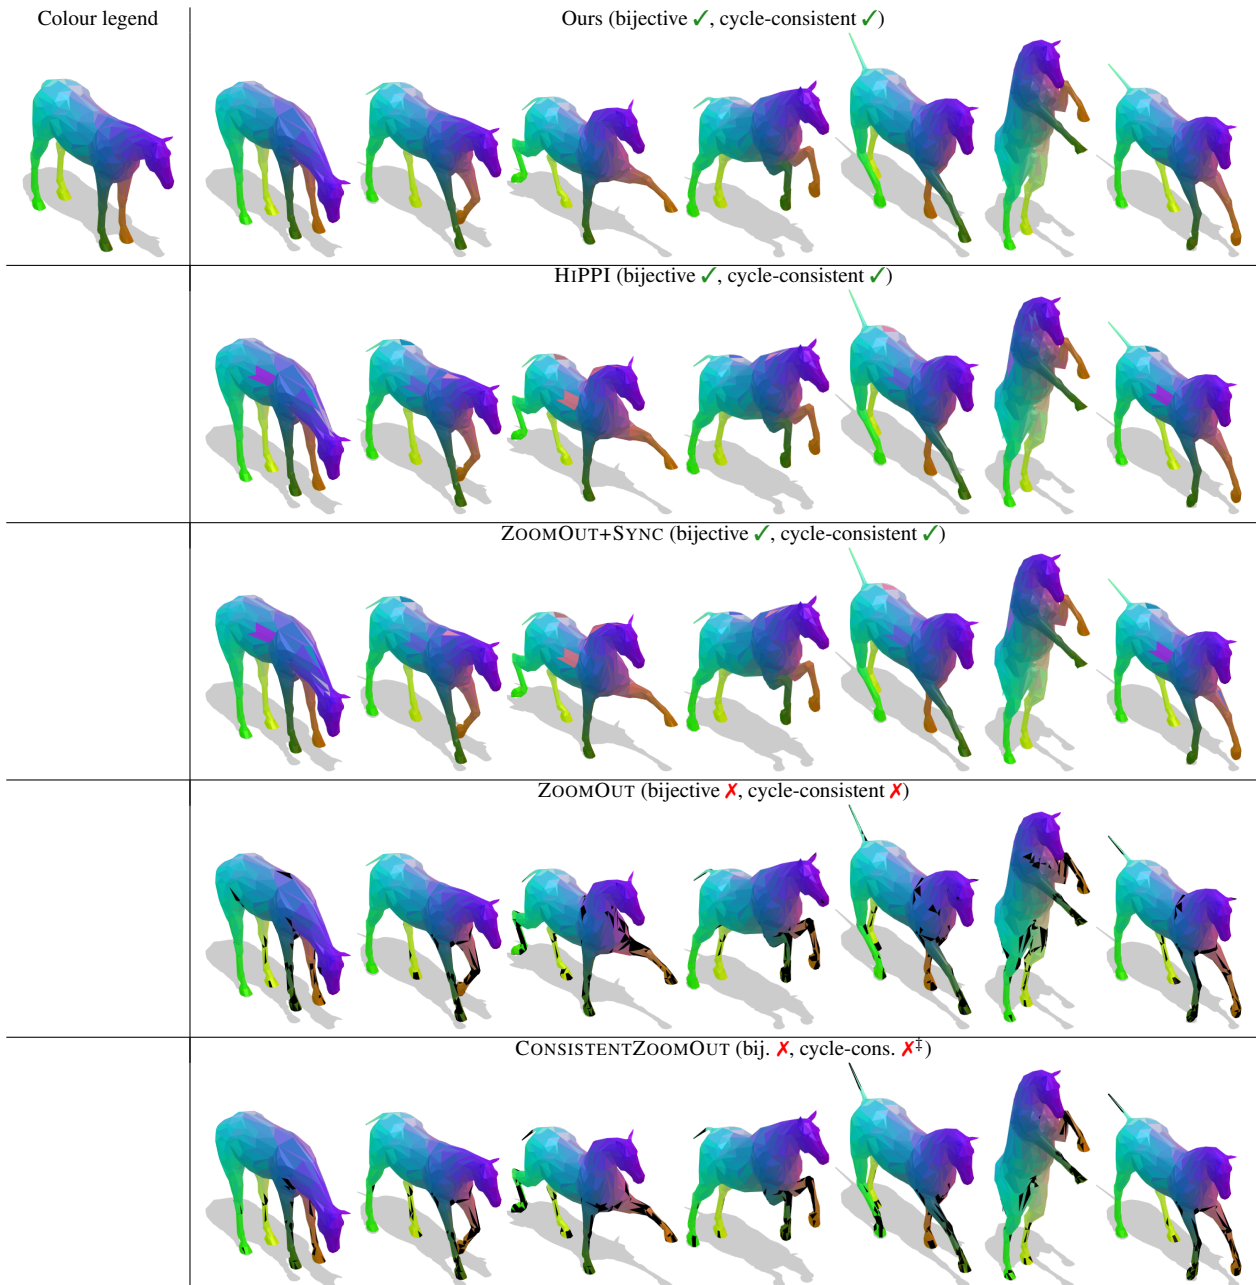 Colour legend
Ours (bijective ✓, cycle-consistent ✓)
HIPPI (bijective ✓, cycle-consistent ✓)
ZOOMOUT+SYNC (bijective ✓, cycle-consistent ✓)
ZOOMOUT (bijective ✗, cycle-consistent ✗)
CONSISTENTZOOMOUT (bij. ✗, cycle-cons. ✗‡)